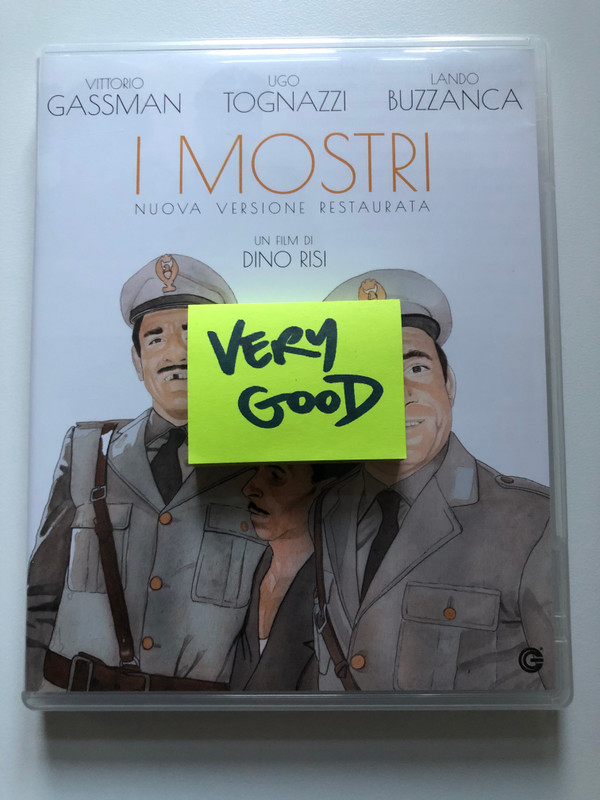 VITTORIO UGO LANDO
GASSMAN TOGNAZZI BUZZANCA
I MOSTRI
NUOVA VERSIONE RESTAURATA
UN FILM DI
DINO RISI
VERY
GOOD